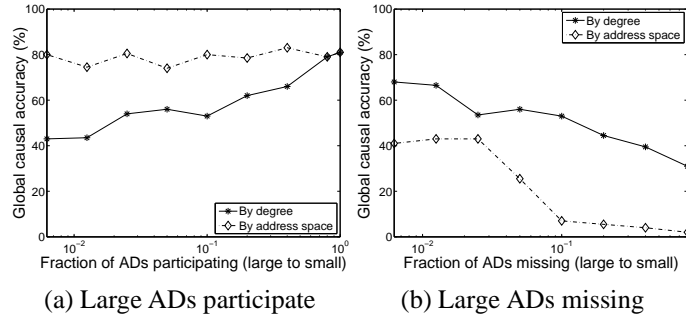 100
80
60
40
20
0
Global causal accuracy (%)
By degree
By address space
10⁻²
10⁻¹
10⁰
Fraction of ADs participating (large to small)
(a) Large ADs participate
100
80
60
40
20
0
Global causal accuracy (%)
By degree
By address space
10⁻²
10⁻¹
Fraction of ADs missing (large to small)
(b) Large ADs missing